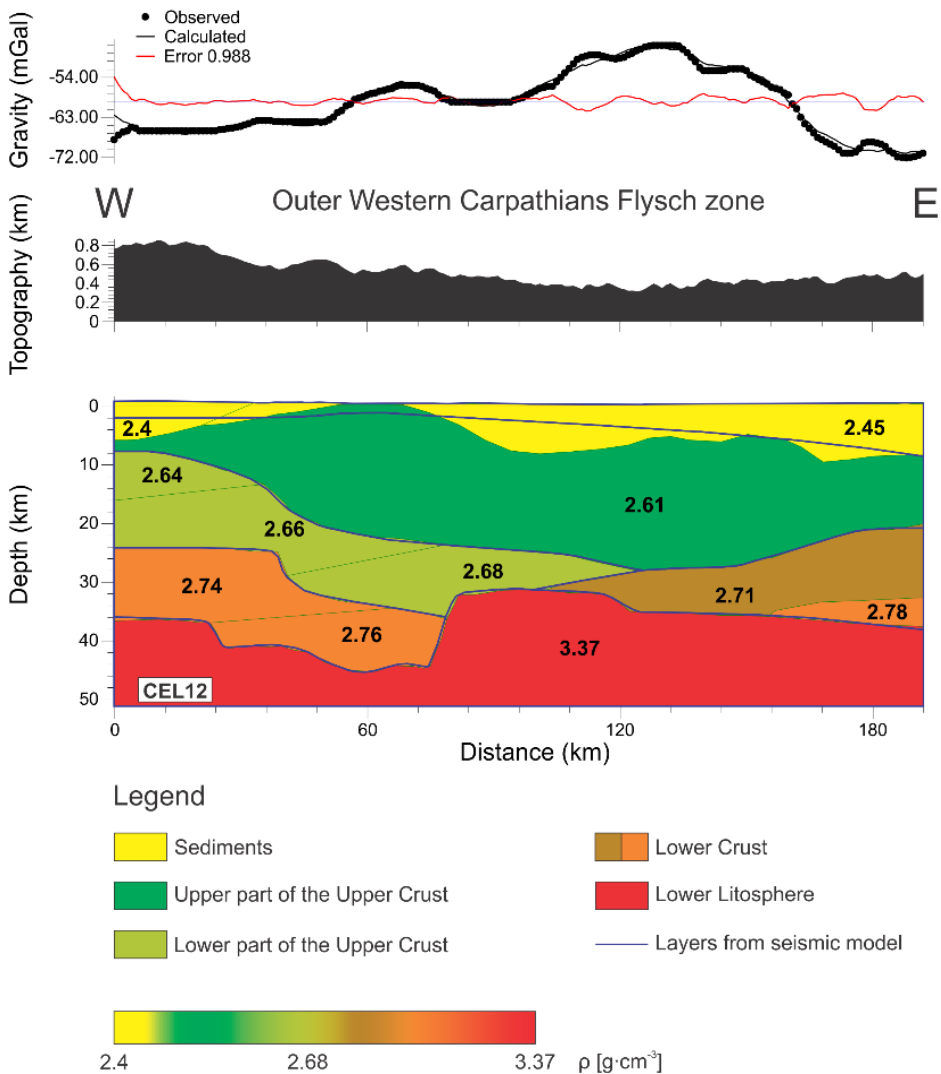 Observed
Calculated
Error 0.988
Gravity (mGal)
-54.00
-63.00
-72.00
W
Outer Western Carpathians Flysch zone
E
Topography (km)
0.8
0.6
0.4
0.2
0
Depth (km)
0
10
20
30
40
50
2.4
2.45
2.64
2.61
2.66
2.68
2.74
2.71
2.78
2.76
3.37
CEL12
0
60
120
180
Distance (km)
Legend
Sediments
Lower Crust
Upper part of the Upper Crust
Lower Litosphere
Lower part of the Upper Crust
Layers from seismic model
2.4
2.68
3.37
ρ [g·cm⁻³]